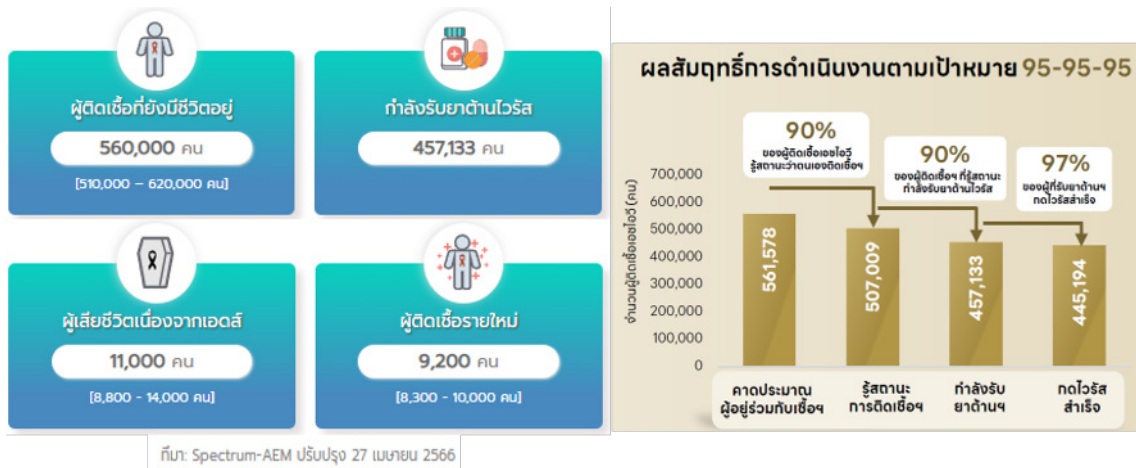 ผู้ติดเชื้อที่ยังมีชีวิตอยู่
560,000 คน
[510,000 – 620,000 คน]
กำลังรับยาต้านไวรัส
457,133 คน
ผู้เสียชีวิตเนื่องจากเอดส์
11,000 คน
[8,800 - 14,000 คน]
ผู้ติดเชื้อรายใหม่
9,200 คน
[8,300 - 10,000 คน]
ที่มา: Spectrum-AEM ปรับปรุง 27 เมษายน 2566
ผลสัมฤทธิ์การดำเนินงานตามเป้าหมาย 95-95-95
90%
ของผู้ติดเชื้อเอชไอวี
รู้สถานะว่าตนเองติดเชื้อฯ
90%
ของผู้ติดเชื้อฯ ที่รู้สถานะ
กำลังรับยาต้านไวรัส
97%
ของผู้ที่รับยาต้านฯ
กดไวรัสสำเร็จ
จำนวนผู้ติดเชื้อเอชไอวี (คน)
700,000
600,000
500,000
400,000
300,000
200,000
100,000
0
561,578
507,009
457,133
445,194
คาดประมาณ
ผู้อยู่ร่วมกับเชื้อฯ
รู้สถานะ
การติดเชื้อฯ
กำลังรับ
ยาต้านฯ
กดไวรัส
สำเร็จ